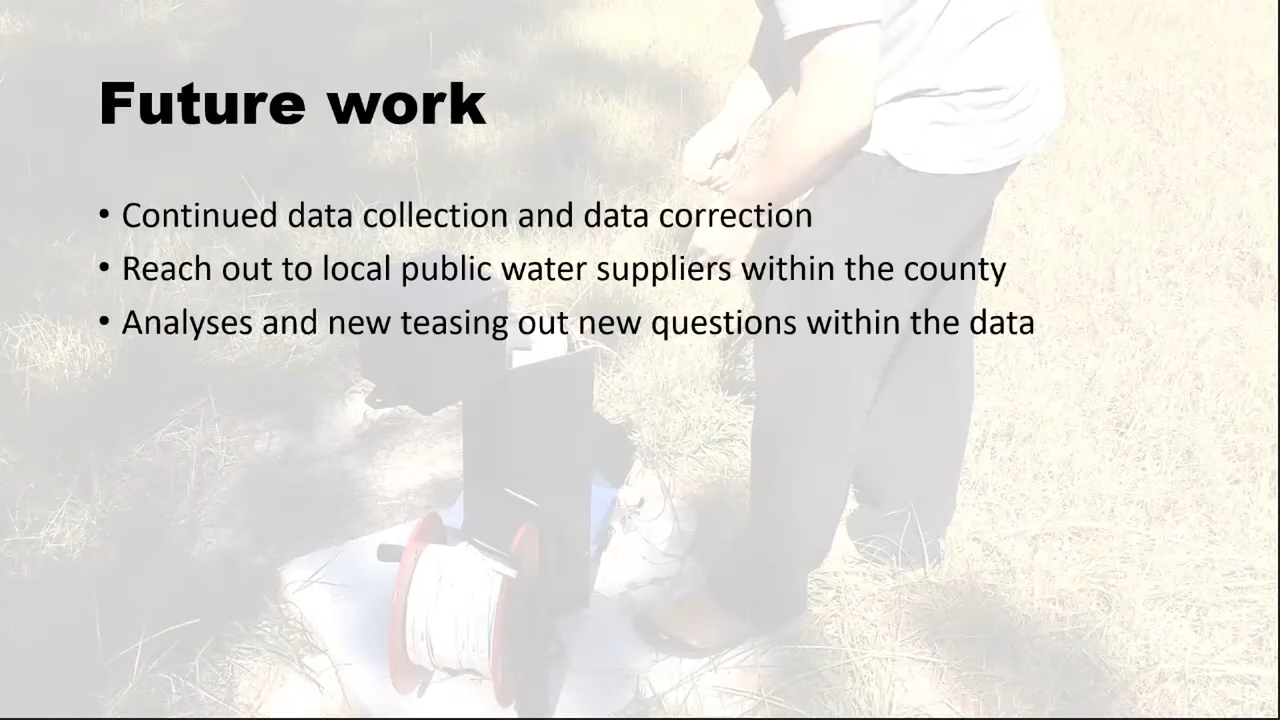 Future work
• Continued data collection and data correction
• Reach out to local public water suppliers within the county
• Analyses and new teasing out new questions within the data